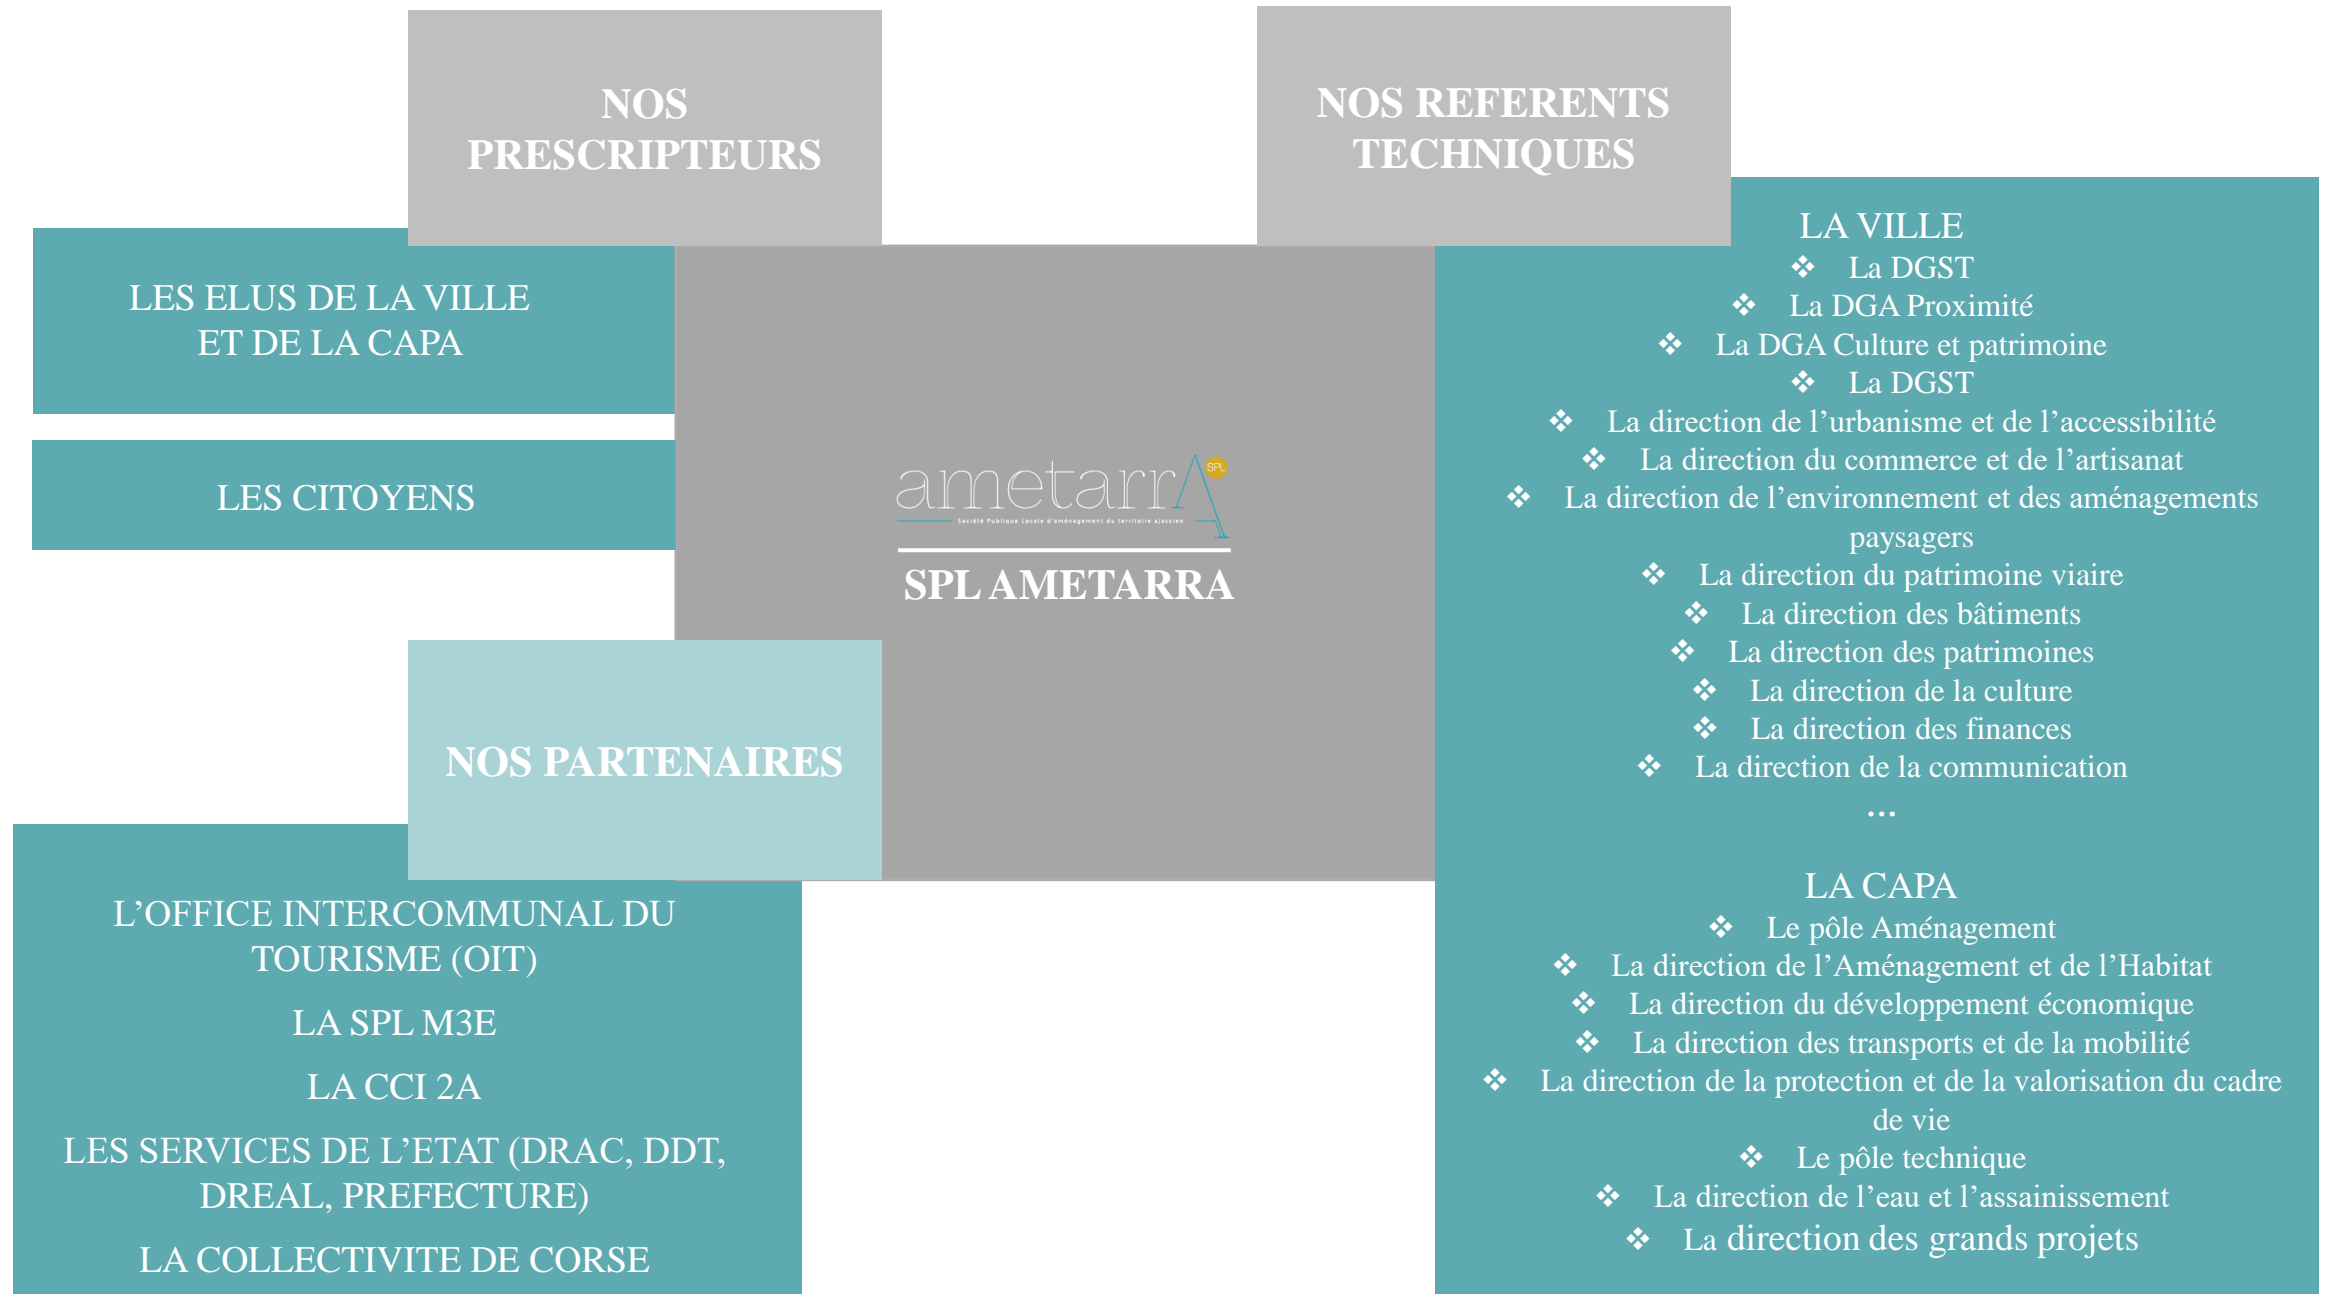 NOS
PRESCRIPTEURS
LES ELUS DE LA VILLE
ET DE LA CAPA
LES CITOYENS
ametarrA
SPL
Société Publique Locale d'aménagement du territoire ajaccien
SPL AMETARRA
NOS PARTENAIRES
L’OFFICE INTERCOMMUNAL DU
TOURISME (OIT)
LA SPL M3E
LA CCI 2A
LES SERVICES DE L’ETAT (DRAC, DDT,
DREAL, PREFECTURE)
LA COLLECTIVITE DE CORSE
NOS REFERENTS
TECHNIQUES
LA VILLE
❖ La DGST
❖ La DGA Proximité
❖ La DGA Culture et patrimoine
❖ La DGST
❖ La direction de l’urbanisme et de l’accessibilité
❖ La direction du commerce et de l’artisanat
❖ La direction de l’environnement et des aménagements
paysagers
❖ La direction du patrimoine viaire
❖ La direction des bâtiments
❖ La direction des patrimoines
❖ La direction de la culture
❖ La direction des finances
❖ La direction de la communication
…
LA CAPA
❖ Le pôle Aménagement
❖ La direction de l’Aménagement et de l’Habitat
❖ La direction du développement économique
❖ La direction des transports et de la mobilité
❖ La direction de la protection et de la valorisation du cadre
de vie
❖ Le pôle technique
❖ La direction de l’eau et l’assainissement
❖ La direction des grands projets